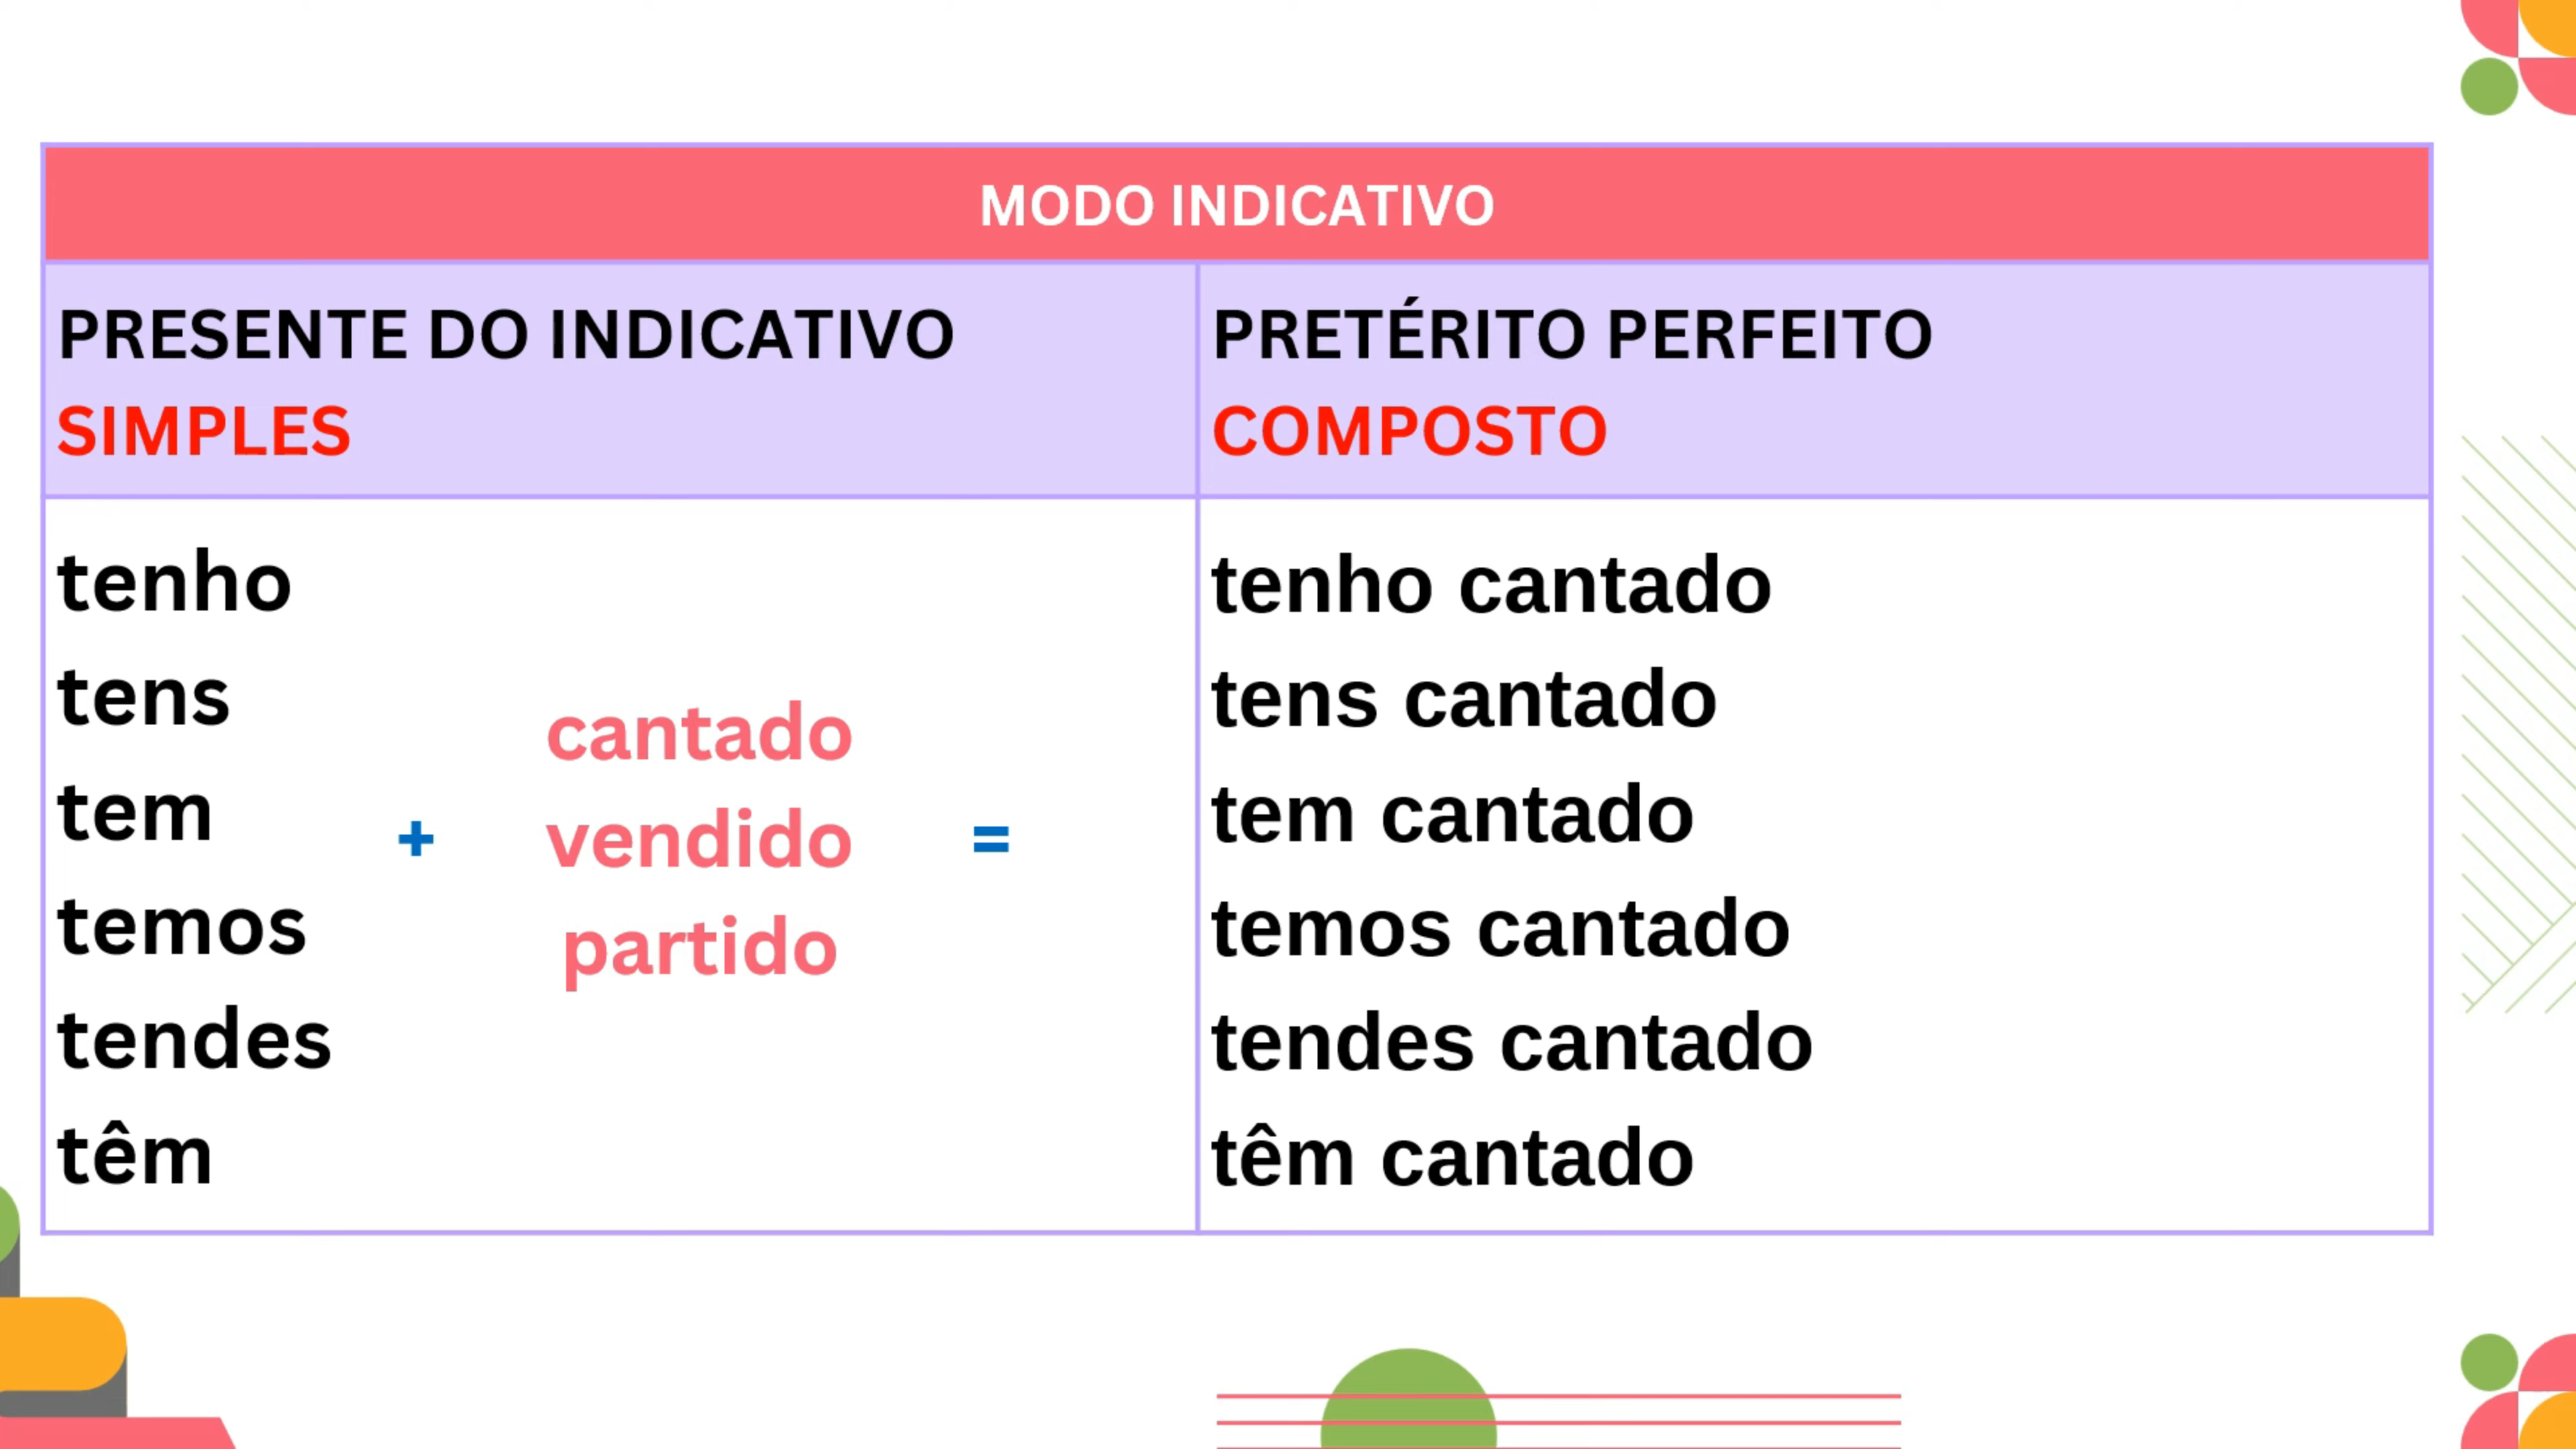 MODO INDICATIVO
PRESENTE DO INDICATIVO
SIMPLES
PRETÉRITO PERFEITO
COMPOSTO
tenho
tens
tem
temos
tendes
têm
+
cantado
vendido
partido
=
tenho cantado
tens cantado
tem cantado
temos cantado
tendes cantado
têm cantado